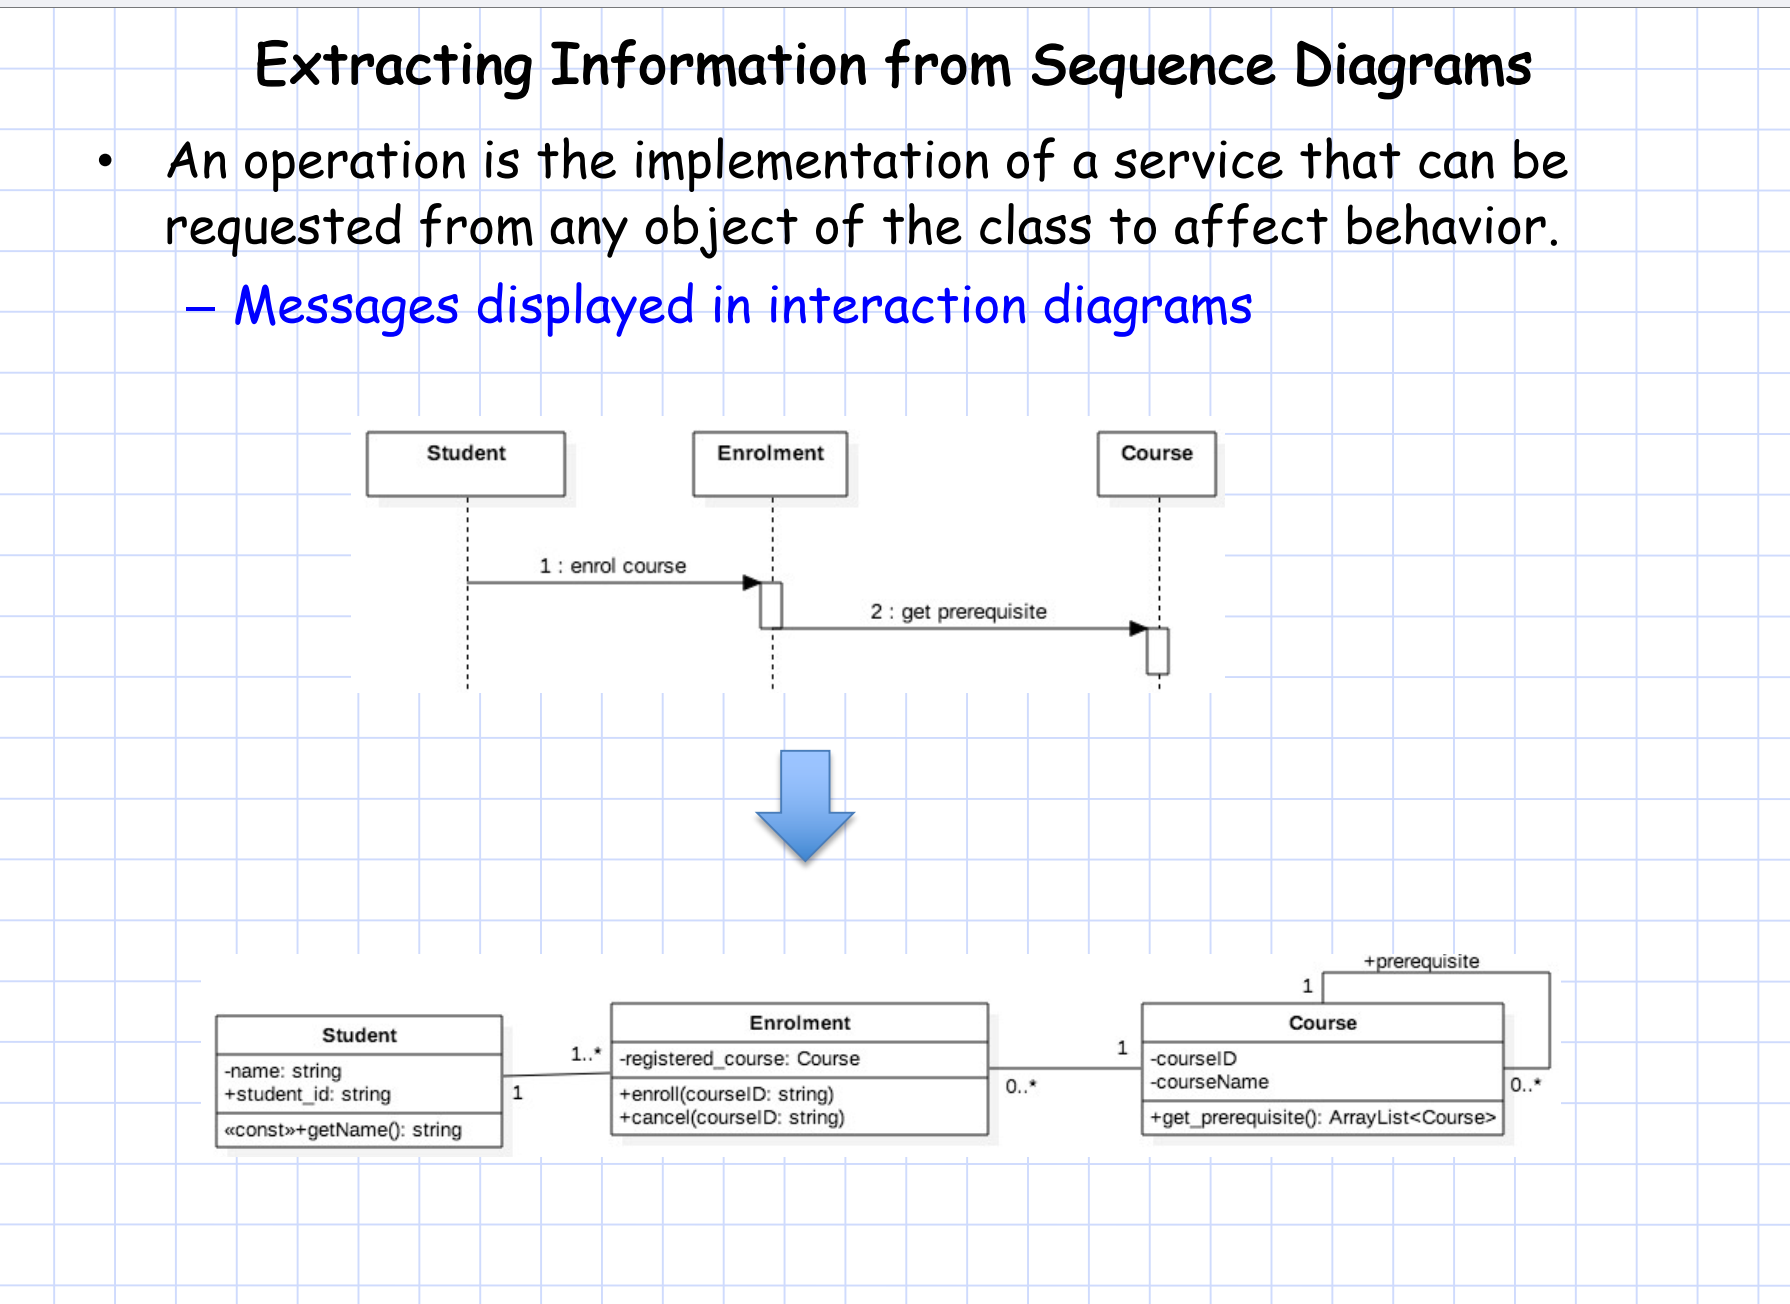 Extracting Information from Sequence Diagrams
• An operation is the implementation of a service that can be
requested from any object of the class to affect behavior.
– Messages displayed in interaction diagrams
Student
Enrolment
Course
1 : enrol course
2 : get prerequisite
+prerequisite
1
Student
-name: string
+student_id: string
«const»+getName(): string
1..*
1
Enrolment
-registered_course: Course
+enroll(courseID: string)
+cancel(courseID: string)
1
0..*
Course
-courseID
-courseName
+get_prerequisite(): ArrayList<Course>
0..*